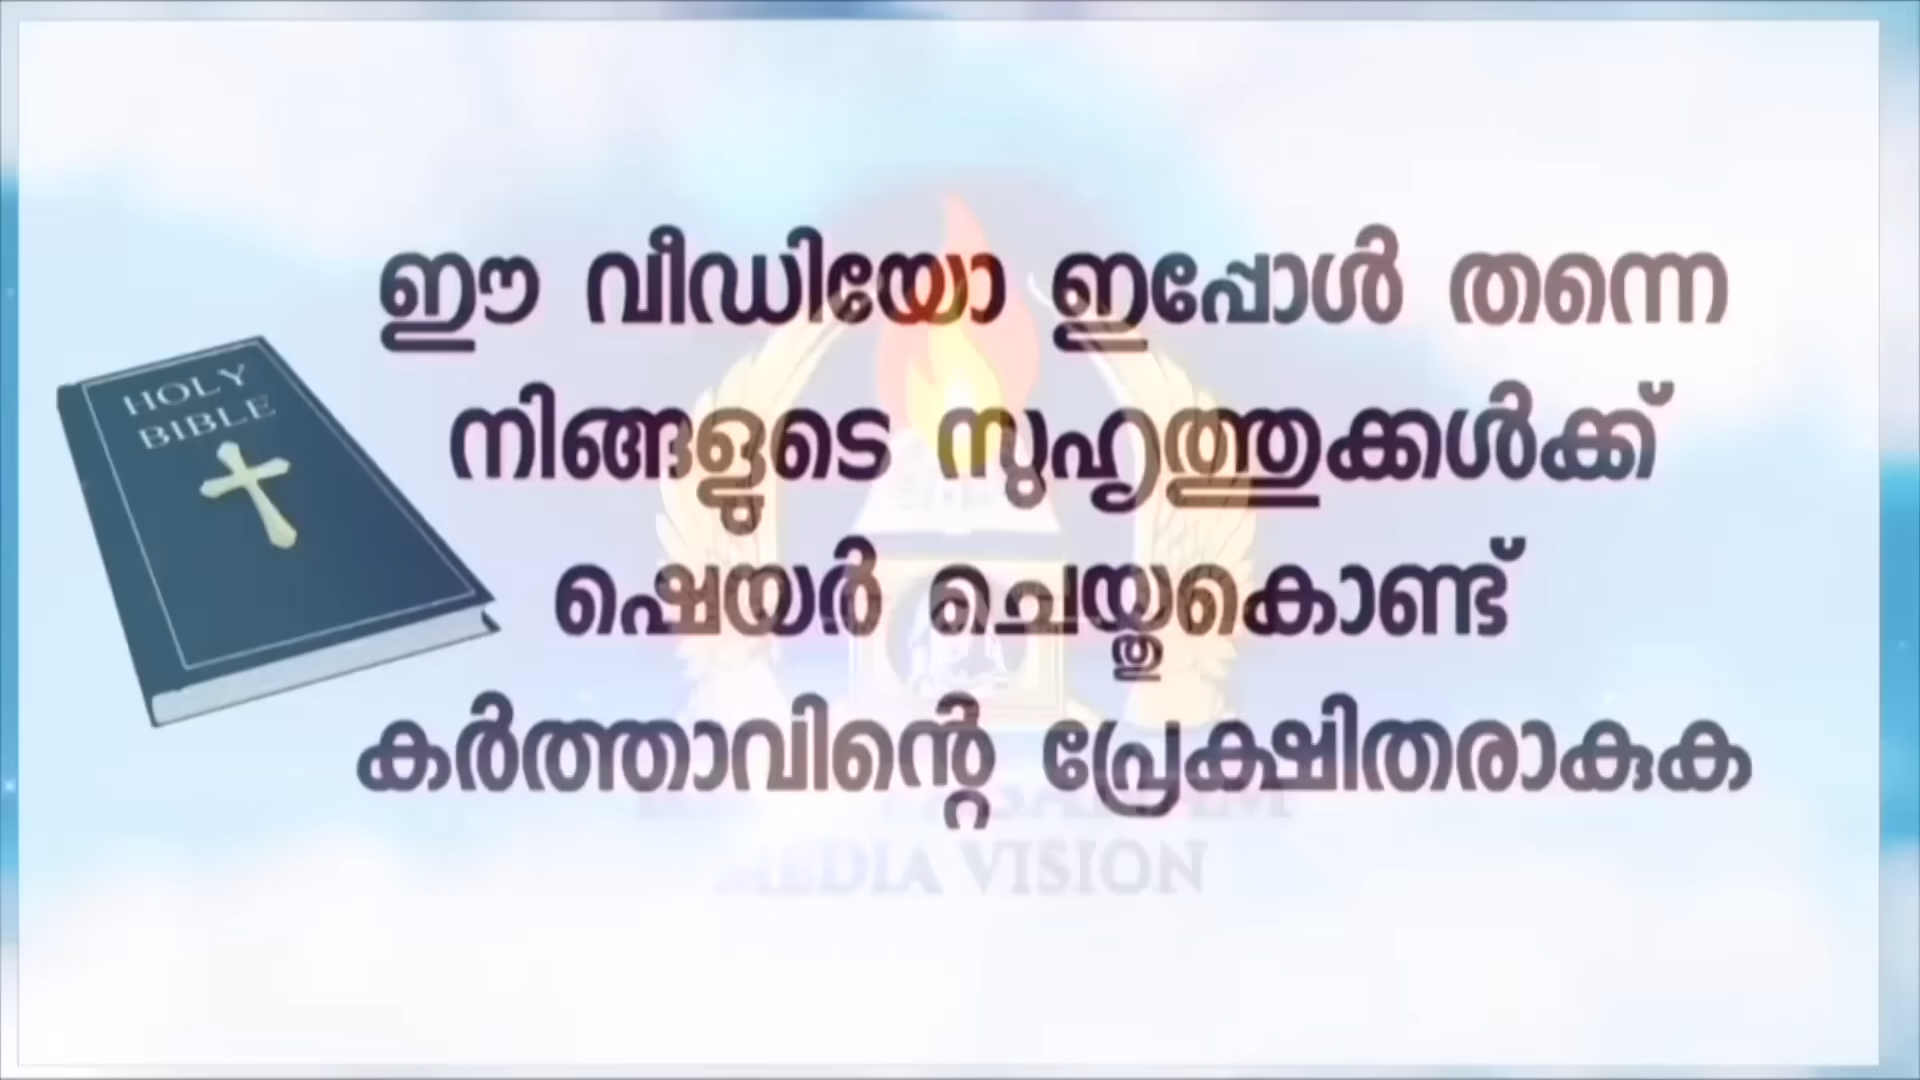 HOLY
BIBLE
ഈ വീഡിയോ ഇപ്പോൾ തന്നെ
നിങ്ങളുടെ സുഹൃത്തുക്കൾക്ക്
ഷെയർ ചെയ്തുകൊണ്ട്
കർത്താവിന്റെ പ്രേക്ഷിതരാകുക
MEDIA VISION